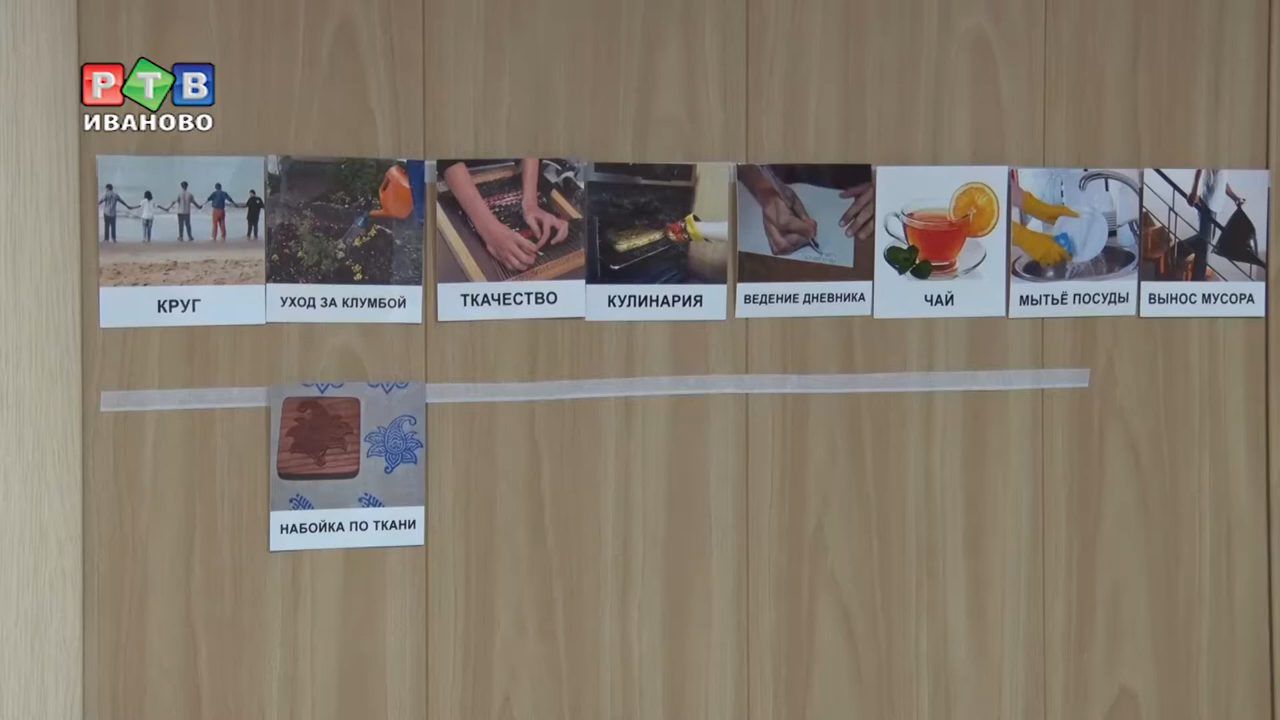 РТВ
ИВАНОВО
КРУГ
УХОД ЗА КЛУМБОЙ
ТКАЧЕСТВО
КУЛИНАРИЯ
ВЕДЕНИЕ ДНЕВНИКА
ЧАЙ
МЫТЬЁ ПОСУДЫ
ВЫНОС МУСОРА
НАБОЙКА ПО ТКАНИ